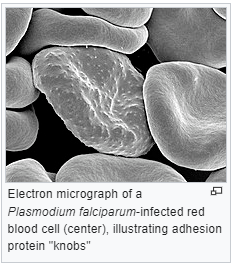 Electron micrograph of a
Plasmodium falciparum-infected red
blood cell (center), illustrating adhesion
protein "knobs"